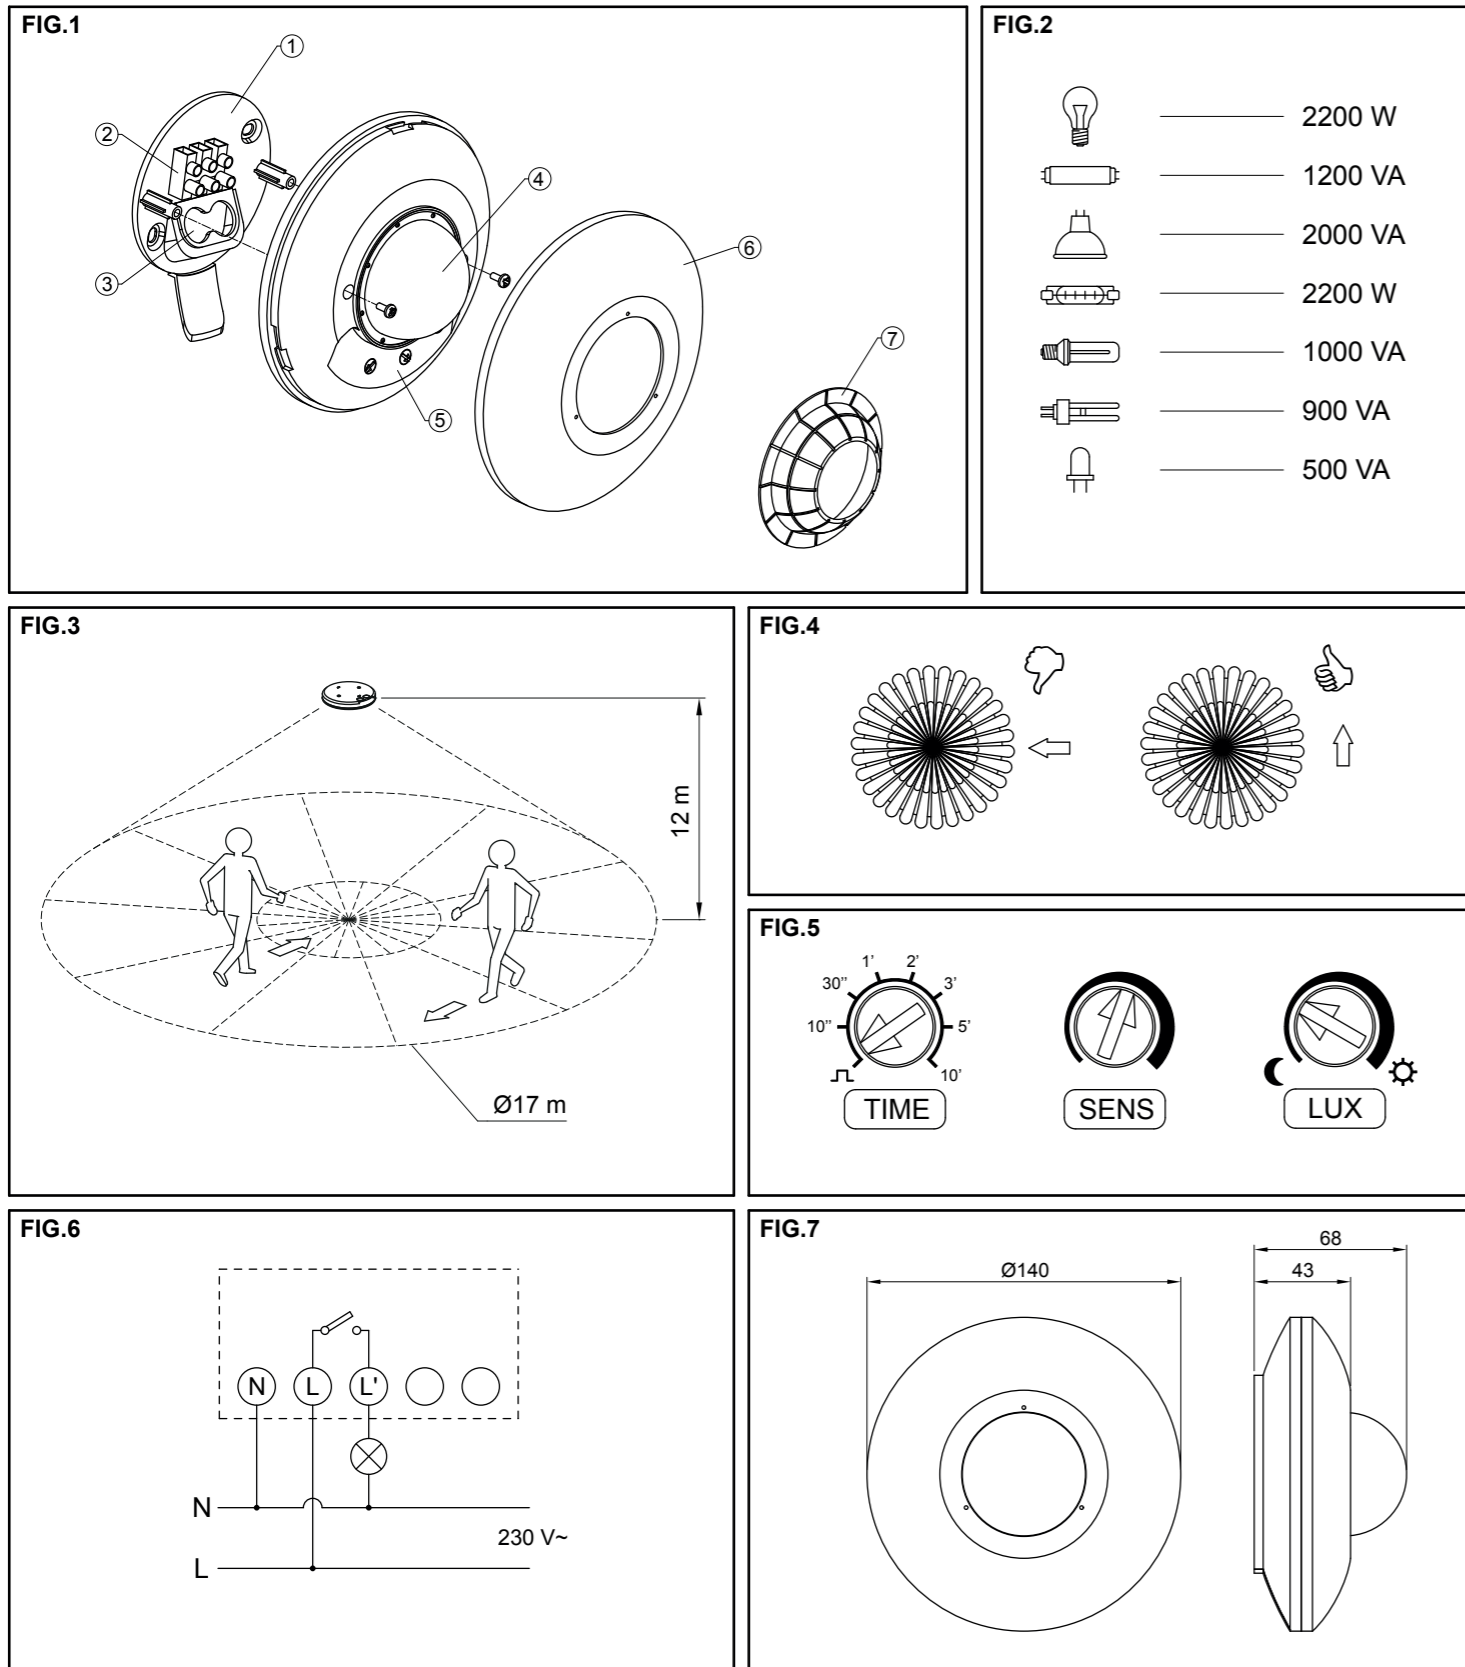 FIG.1
1
2
3
4
5
6
7
FIG.2
2200 W
1200 VA
2000 VA
2200 W
1000 VA
900 VA
500 VA
FIG.3
12 m
Ø17 m
FIG.4
FIG.5
10’’
30’’
1’
2’
3’
5’
10’
TIME
SENS
LUX
FIG.6
N
L
L'
N
230 V~
L
FIG.7
Ø140
68
43